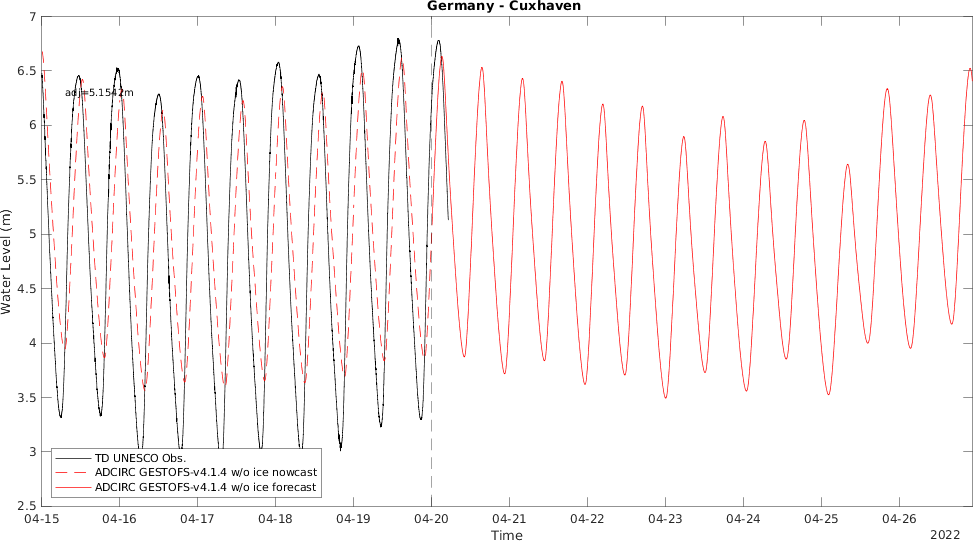 Germany - Cuxhaven
7
6.5
adj=5.1542m
6
5.5
5
4.5
4
3.5
3
2.5
Water Level (m)
TD UNESCO Obs.
ADCIRC GESTOFS-v4.1.4 w/o ice nowcast
ADCIRC GESTOFS-v4.1.4 w/o ice forecast
04-15 04-16 04-17 04-18 04-19 04-20 04-21 04-22 04-23 04-24 04-25 04-26
Time
2022